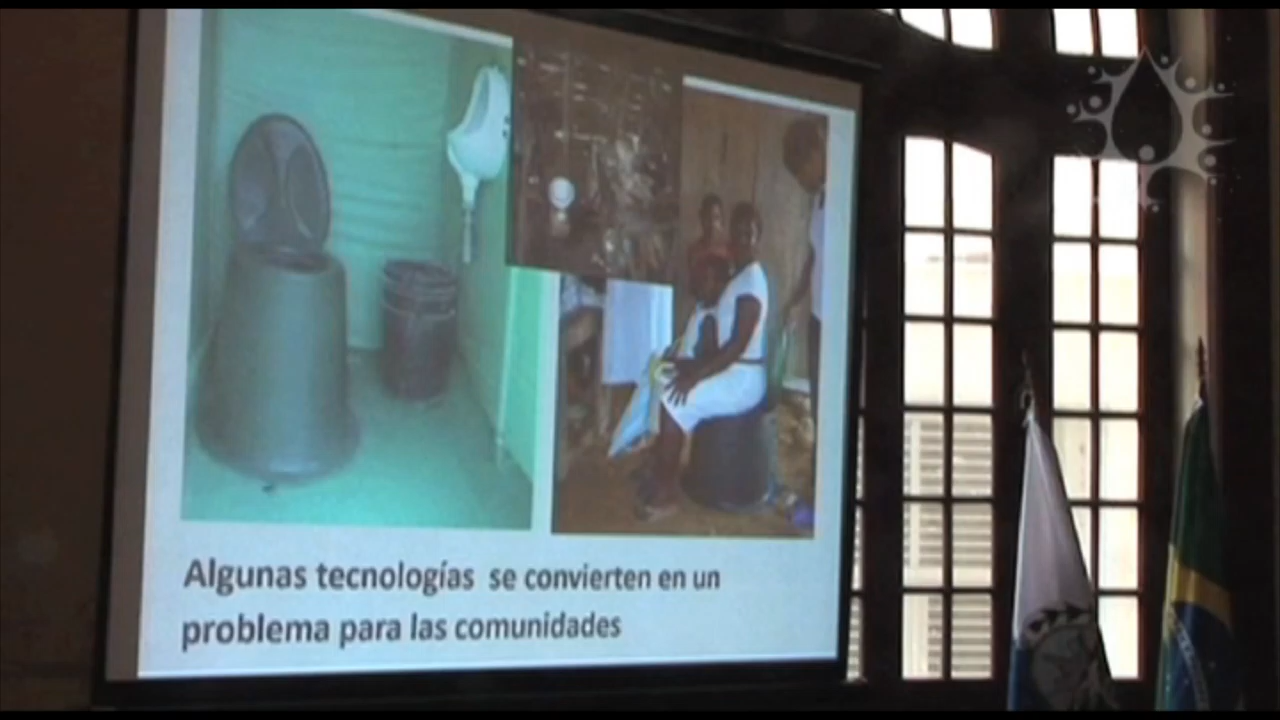 Algunas tecnologías se convierten en un
problema para las comunidades